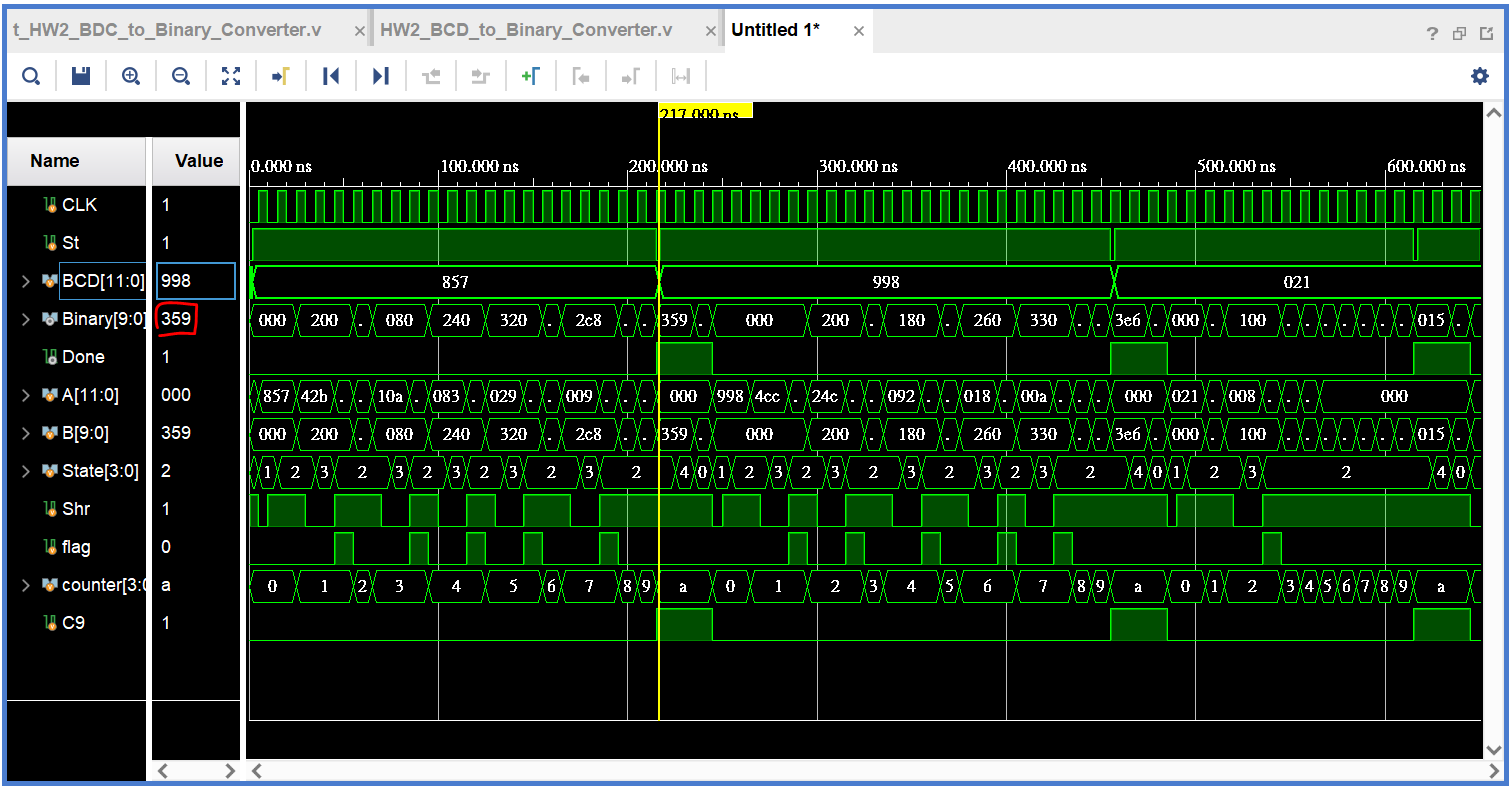 t_HW2_BDC_to_Binary_Converter.v × HW2_BCD_to_Binary_Converter.v × Untitled 1* ×
?
217.000 ns
Name Value
0.000 ns 100.000 ns 200.000 ns 300.000 ns 400.000 ns 500.000 ns 600.000 ns
CLK 1
St 1
BCD[11:0] 998 857 998 021
Binary[9:0] 359 000 200 . 080 240 320 . 2c8 . . 359 . 000 200 . 180 . 260 330 . . 3e6 . 000 . 100 . . . . . . . 015 .
Done 1
A[11:0] 000 857 42b . . 10a . 083 . 029 . . 009 . . . 000 998 4cc . 24c . . 092 . . 018 . 00a . . 000 021 . 008 . . . 000
B[9:0] 359 000 200 . 080 240 320 . 2c8 . . 359 . 000 200 . 180 . 260 330 . . 3e6 . 000 . 100 . . . . . . . 015 .
State[3:0] 2 1 2 3 2 3 2 3 2 3 2 3 2 4 0 1 2 3 2 3 2 3 2 3 2 3 2 4 0 1 2 3 2 4 0
Shr 1
flag 0
counter[3:0 a 0 1 2 3 4 5 6 7 8 9 a 0 1 2 3 4 5 6 7 8 9 a 0 1 2 3 4 5 6 7 8 9 a
C9 1